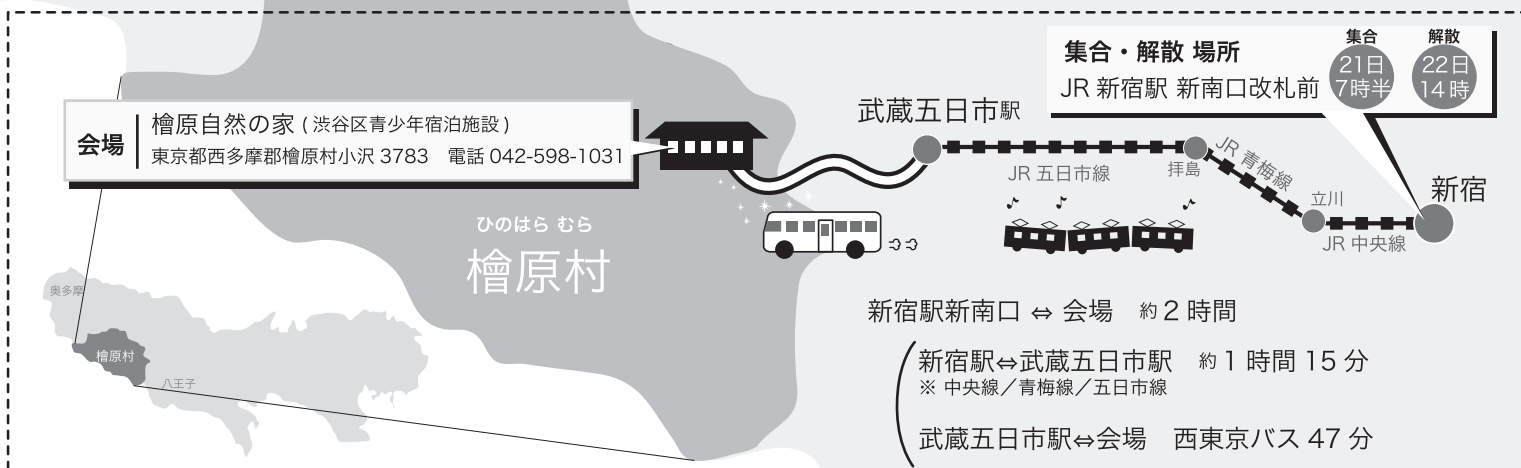 集合・解散 場所
JR 新宿駅 新南口改札前
集合
21日
7時半
解散
22日
14時
会場
檜原自然の家 ( 渋谷区青少年宿泊施設 )
東京都西多摩郡檜原村小沢 3783　電話 042-598-1031
武蔵五日市駅
JR 五日市線
拝島
JR 青梅線
立川
JR 中央線
新宿
ひのはら むら
檜原村
奥多摩
檜原村
八王子
新宿駅新南口 ⇔ 会場　約 2 時間
新宿駅⇔武蔵五日市駅　約 1 時間 15 分
※ 中央線／青梅線／五日市線
武蔵五日市駅⇔会場　西東京バス 47 分